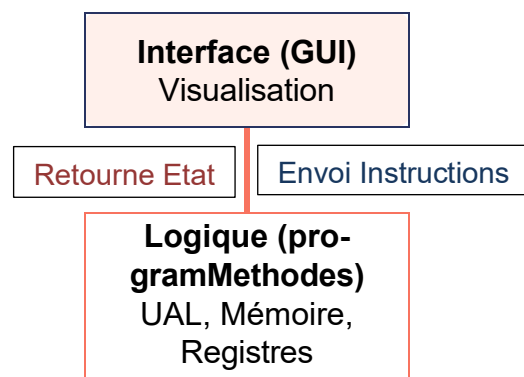 Interface (GUI)
Visualisation
Retourne Etat
Envoi Instructions
Logique (pro-
gramMethodes)
UAL, Mémoire,
Registres